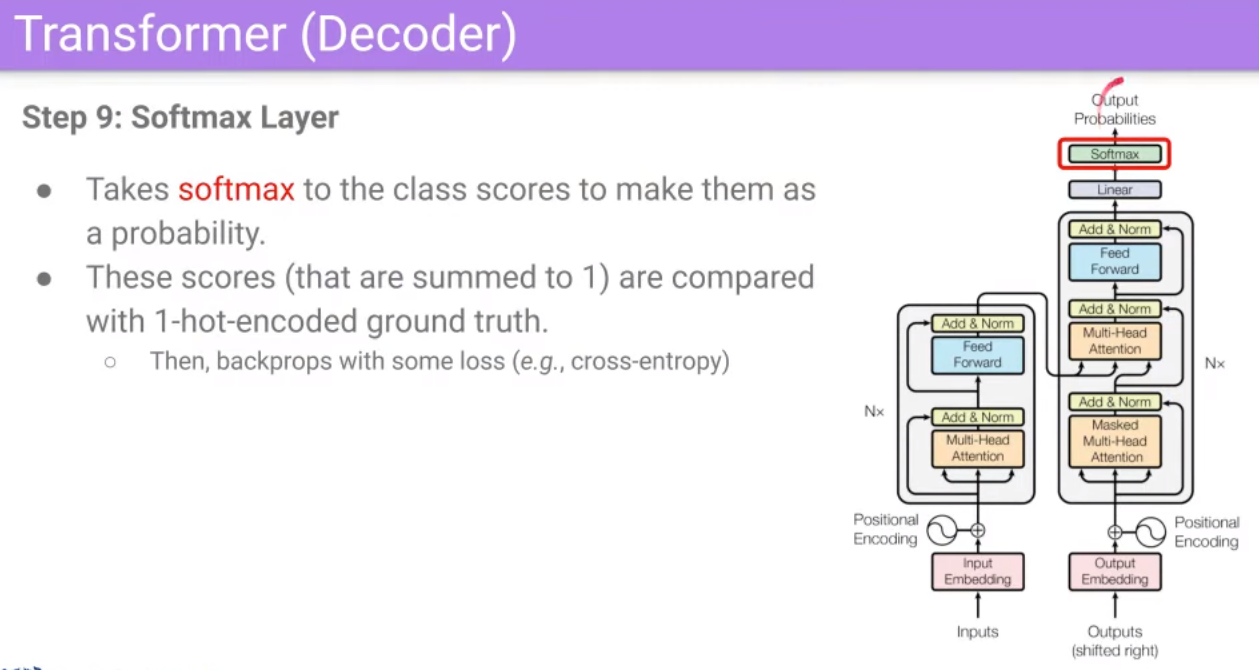 Transformer (Decoder)
Step 9: Softmax Layer
● Takes softmax to the class scores to make them as
a probability.
● These scores (that are summed to 1) are compared
with 1-hot-encoded ground truth.
○ Then, backprops with some loss (e.g., cross-entropy)
Output
Probabilities
Softmax
Linear
Add & Norm
Feed
Forward
Add & Norm
Multi-Head
Attention
Nx
Add & Norm
Masked
Multi-Head
Attention
Positional
Encoding
Output
Embedding
Outputs
(shifted right)
Add & Norm
Feed
Forward
Nx
Add & Norm
Multi-Head
Attention
Positional
Encoding
Input
Embedding
Inputs